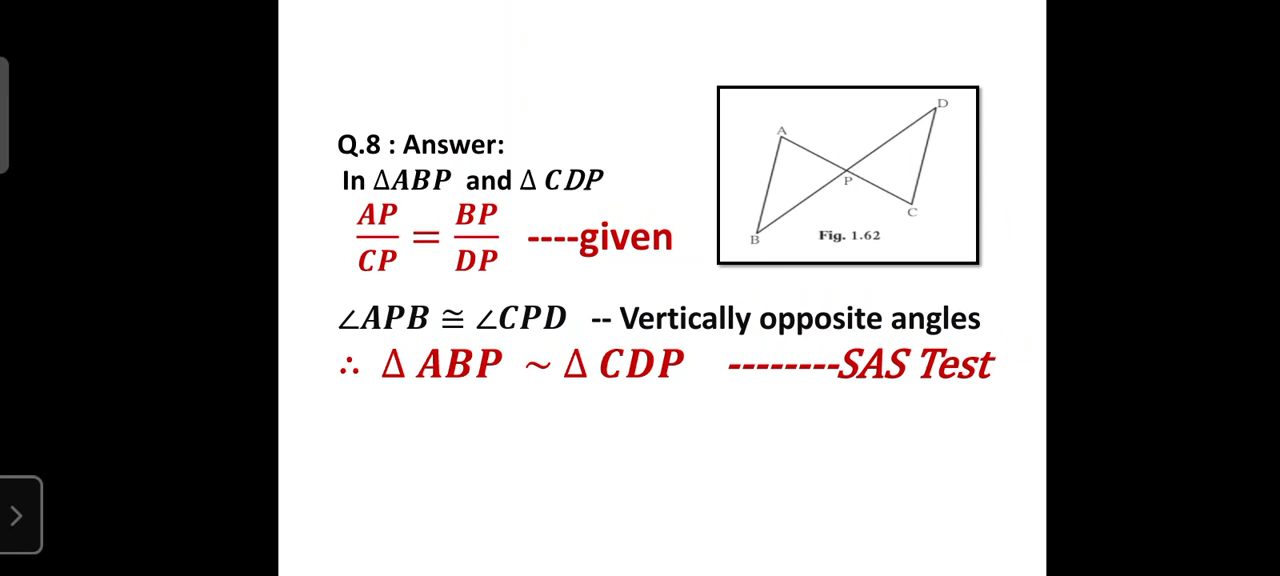 Q.8 : Answer:
In ΔABP and Δ CDP
AP/CP = BP/DP ----given
∠APB ≅ ∠CPD -- Vertically opposite angles
∴ Δ ABP ~ Δ CDP --------SAS Test
D
A
P
C
B
Fig. 1.62